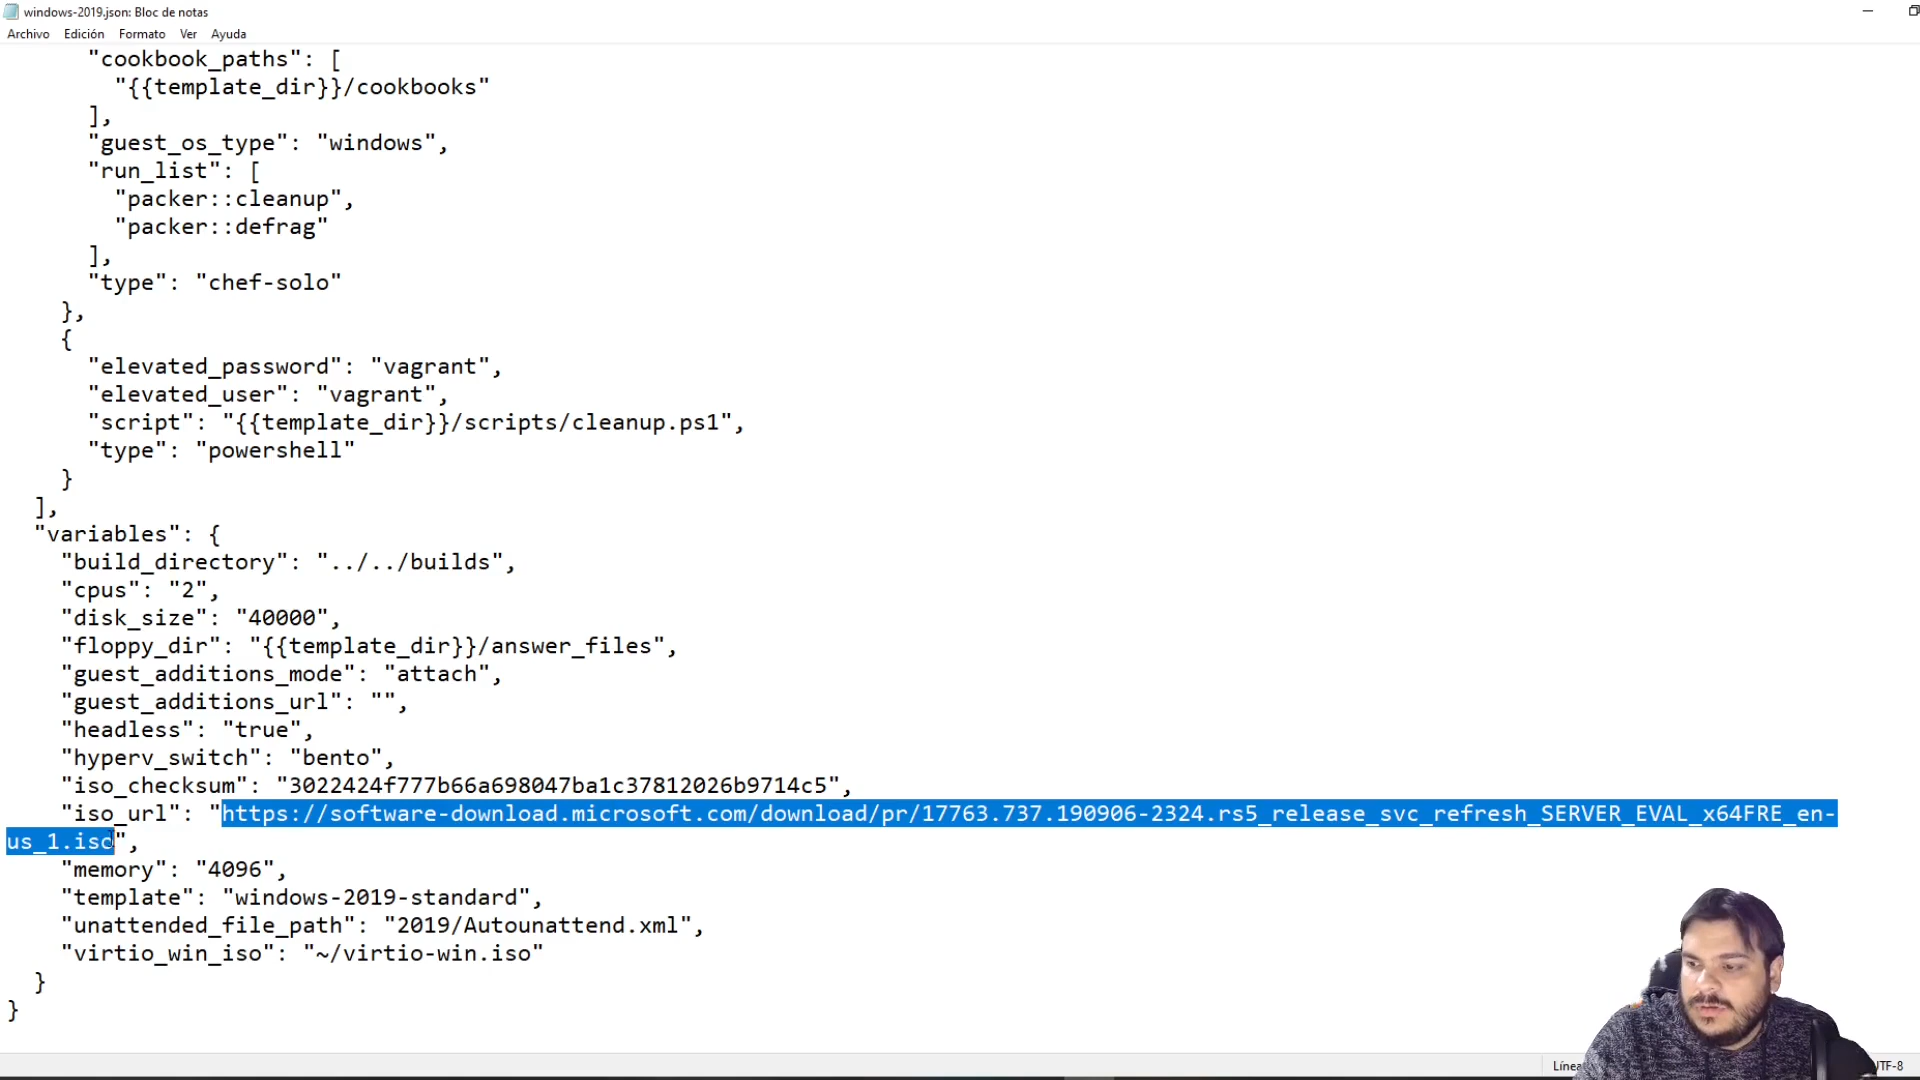 windows-2019.json: Bloc de notas
Archivo Edición Formato Ver Ayuda
"cookbook_paths": [
"{{template_dir}}/cookbooks"
],
"guest_os_type": "windows",
"run_list": [
"packer::cleanup",
"packer::defrag"
],
"type": "chef-solo"
},
{
"elevated_password": "vagrant",
"elevated_user": "vagrant",
"script": "{{template_dir}}/scripts/cleanup.ps1",
"type": "powershell"
}
],
"variables": {
"build_directory": "../../builds",
"cpus": "2",
"disk_size": "40000",
"floppy_dir": "{{template_dir}}/answer_files",
"guest_additions_mode": "attach",
"guest_additions_url": "",
"headless": "true",
"hyperv_switch": "bento",
"iso_checksum": "3022424f777b66a698047ba1c37812026b9714c5",
"iso_url": "https://software-download.microsoft.com/download/pr/17763.737.190906-2324.rs5_release_svc_refresh_SERVER_EVAL_x64FRE_en-
us_1.iso",
"memory": "4096",
"template": "windows-2019-standard",
"unattended_file_path": "2019/Autounattend.xml",
"virtio_win_iso": "~/virtio-win.iso"
}
}